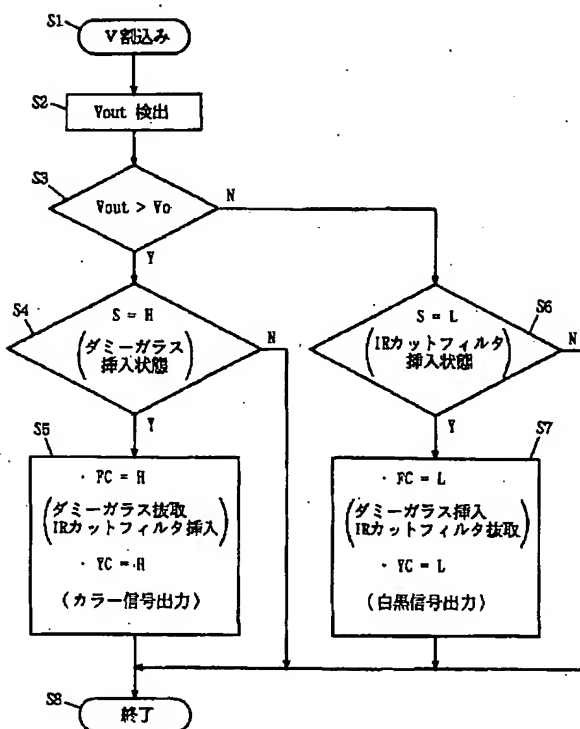 S1
V割込み
S2
Vout 検出
S3
Vout > Vo
N
Y
S4
S = H
(ダミーガラス
挿入状態)
N
Y
S6
S = L
(IRカットフィルタ
挿入状態)
N
Y
S5
・ FC = H
(ダミーガラス抜取
IRカットフィルタ挿入)
・ YC = H
(カラー信号出力)
S7
・ FC = L
(ダミーガラス挿入
IRカットフィルタ抜取)
・ YC = L
(白黒信号出力)
S8
終了